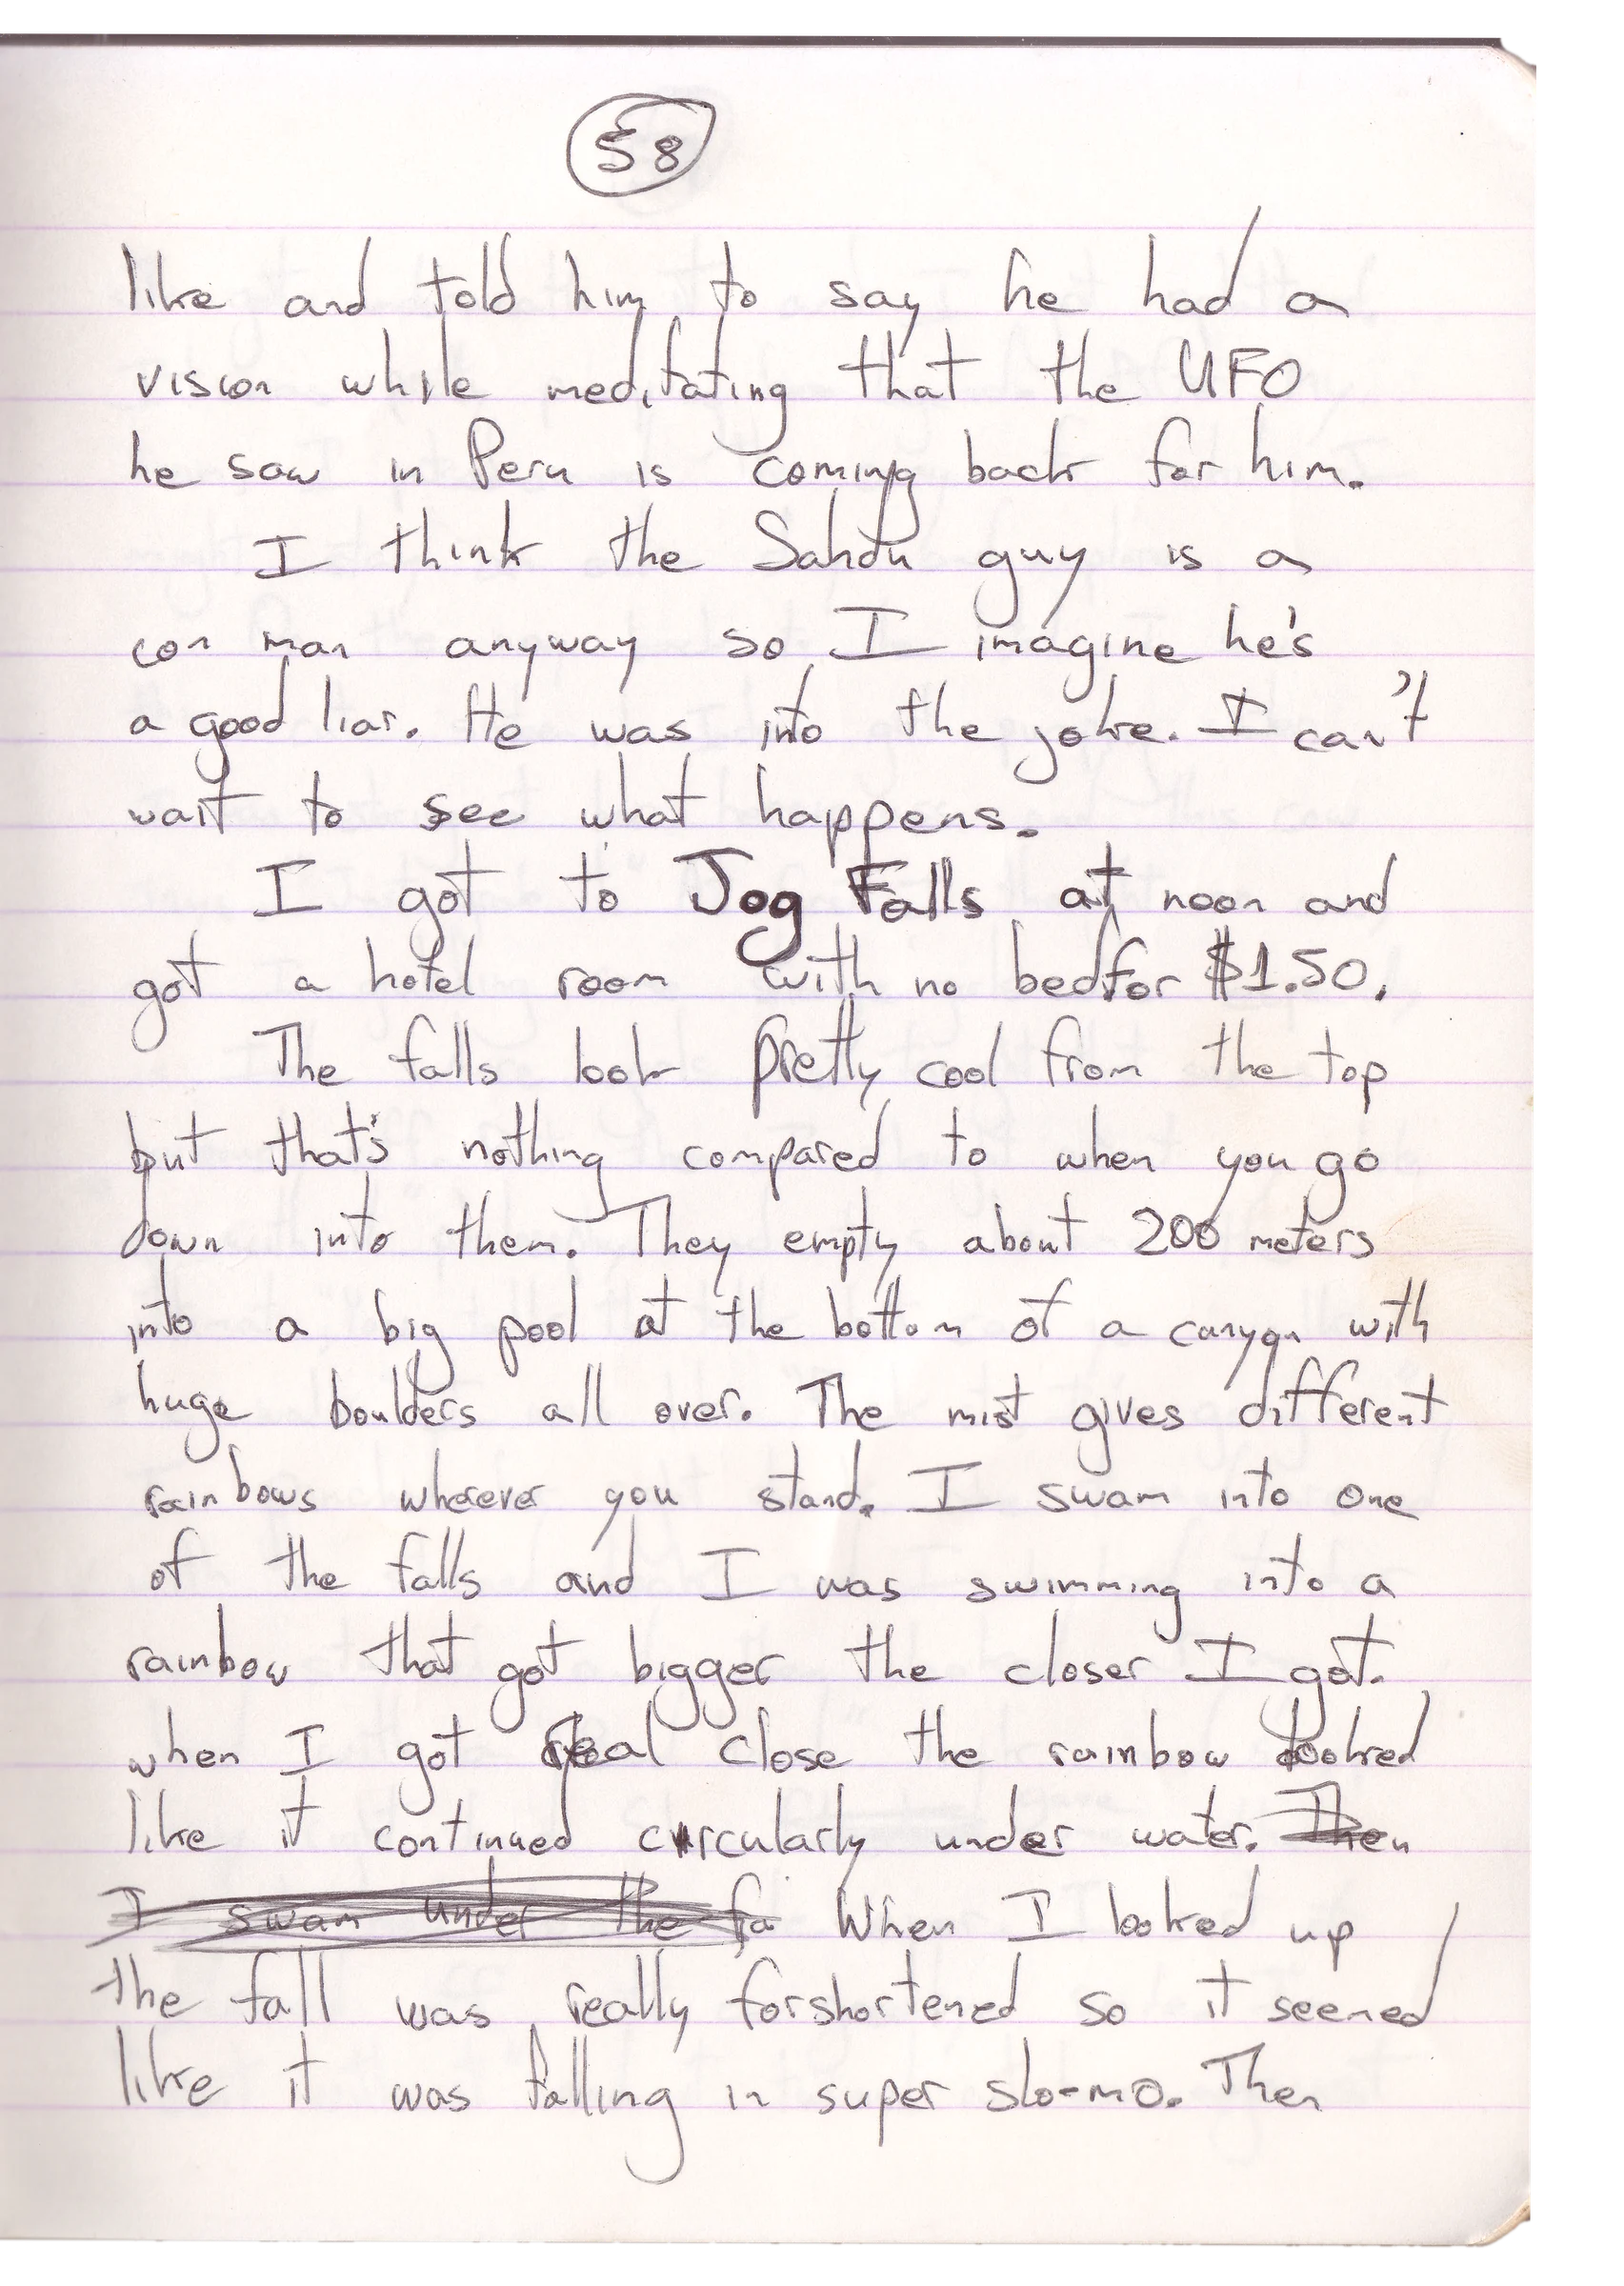 58
like and told him to say he had a
vision while meditating that the UFO
he saw in Peru is coming back for him.
I think the Sahdu guy is a
con man anyway so I imagine he's
a good liar. He was into the joke. I can't
wait to see what happens.
I got to Jog Falls at noon and
got a hotel room with no bed for $1.50.
The falls look pretty cool from the top
but that's nothing compared to when you go
down into them. They empty about 200 meters
into a big pool at the bottom of a canyon with
huge boulders all over. The mist gives different
rainbows wherever you stand. I swam into one
of the falls and I was swimming into a
rainbow that got bigger the closer I got.
when I got real close the rainbow looked
like it continued circularly under water. Then
I swam under the fa When I looked up
the fall was really forshortened so it seemed
like it was falling in super slo-mo. Then